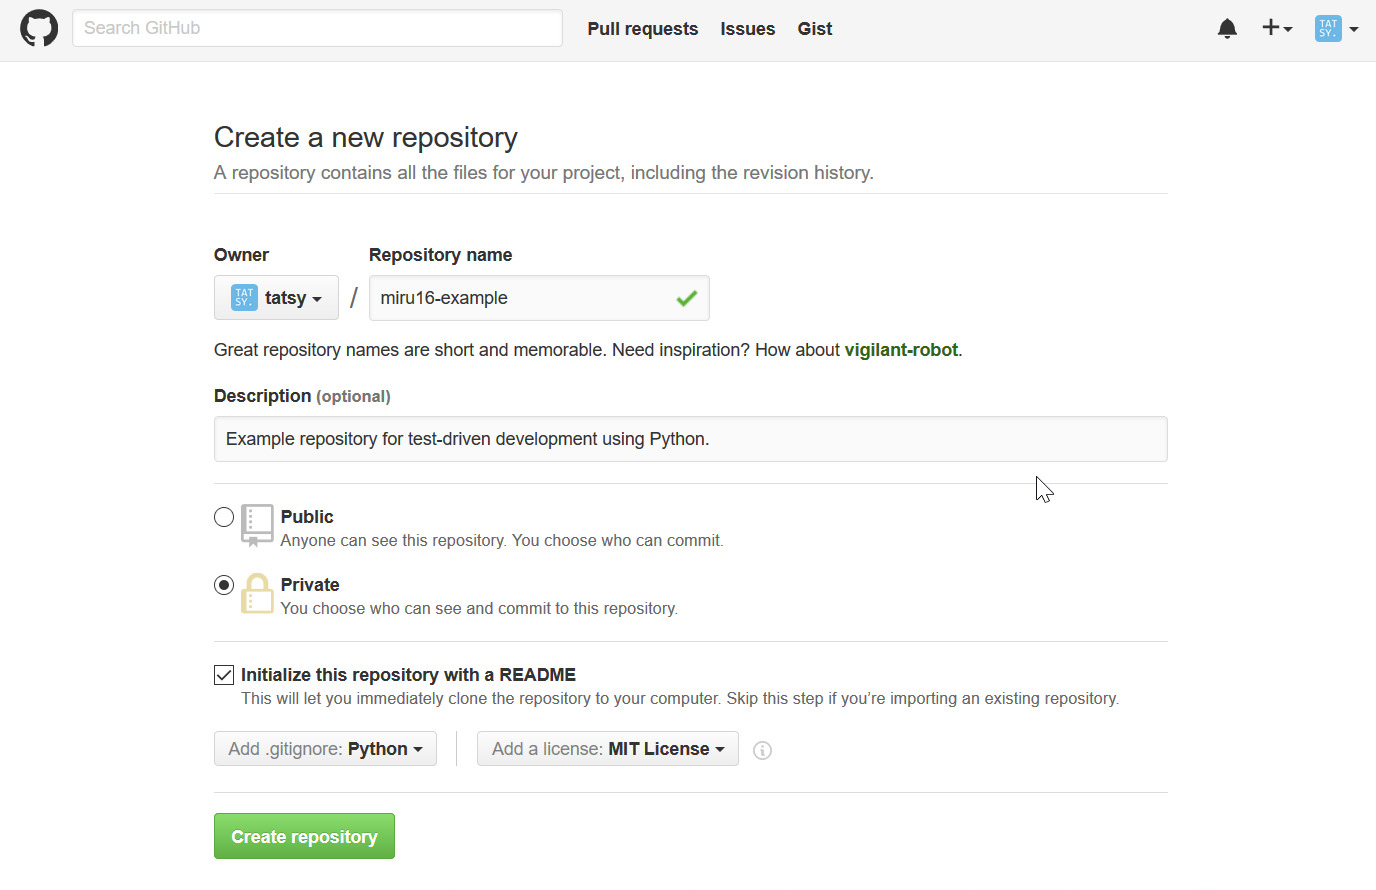 Search GitHub Pull requests Issues Gist TAT SY.
Create a new repository
A repository contains all the files for your project, including the revision history.
Owner Repository name
TAT SY. tatsy / miru16-example
Great repository names are short and memorable. Need inspiration? How about vigilant-robot.
Description (optional)
Example repository for test-driven development using Python.
Public
Anyone can see this repository. You choose who can commit.
Private
You choose who can see and commit to this repository.
Initialize this repository with a README
This will let you immediately clone the repository to your computer. Skip this step if you’re importing an existing repository.
Add .gitignore: Python Add a license: MIT License
Create repository